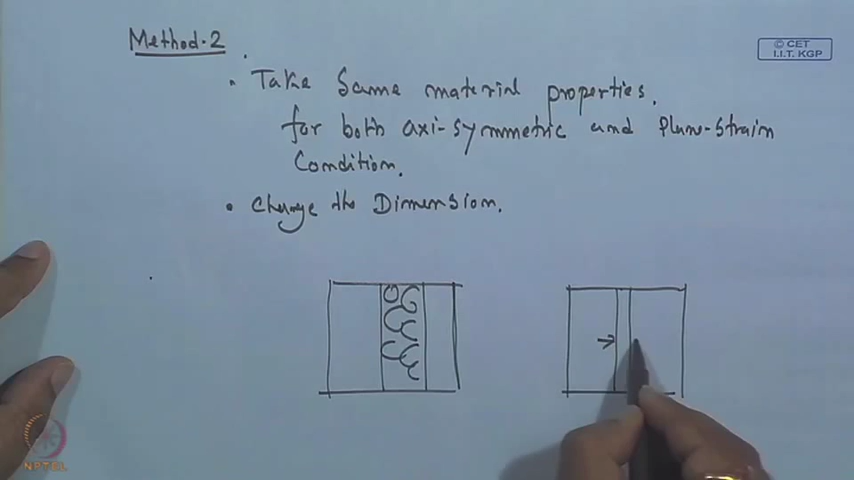 Method-2
© CET
I.I.T. KGP
• Take Same material properties.
for both axi-symmetric and Plane-Strain
Condition.
• Change the Dimension.
NPTEL